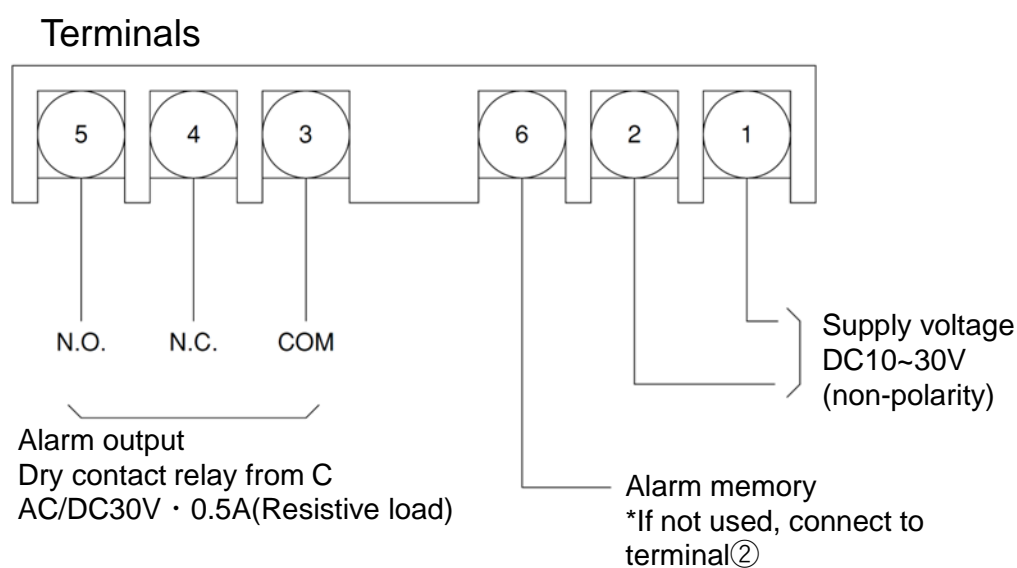 Terminals
5 4 3 6 2 1
N.O. N.C. COM
Supply voltage
DC10~30V
(non-polarity)
Alarm output
Dry contact relay from C
AC/DC30V・0.5A(Resistive load)
Alarm memory
*If not used, connect to
terminal②